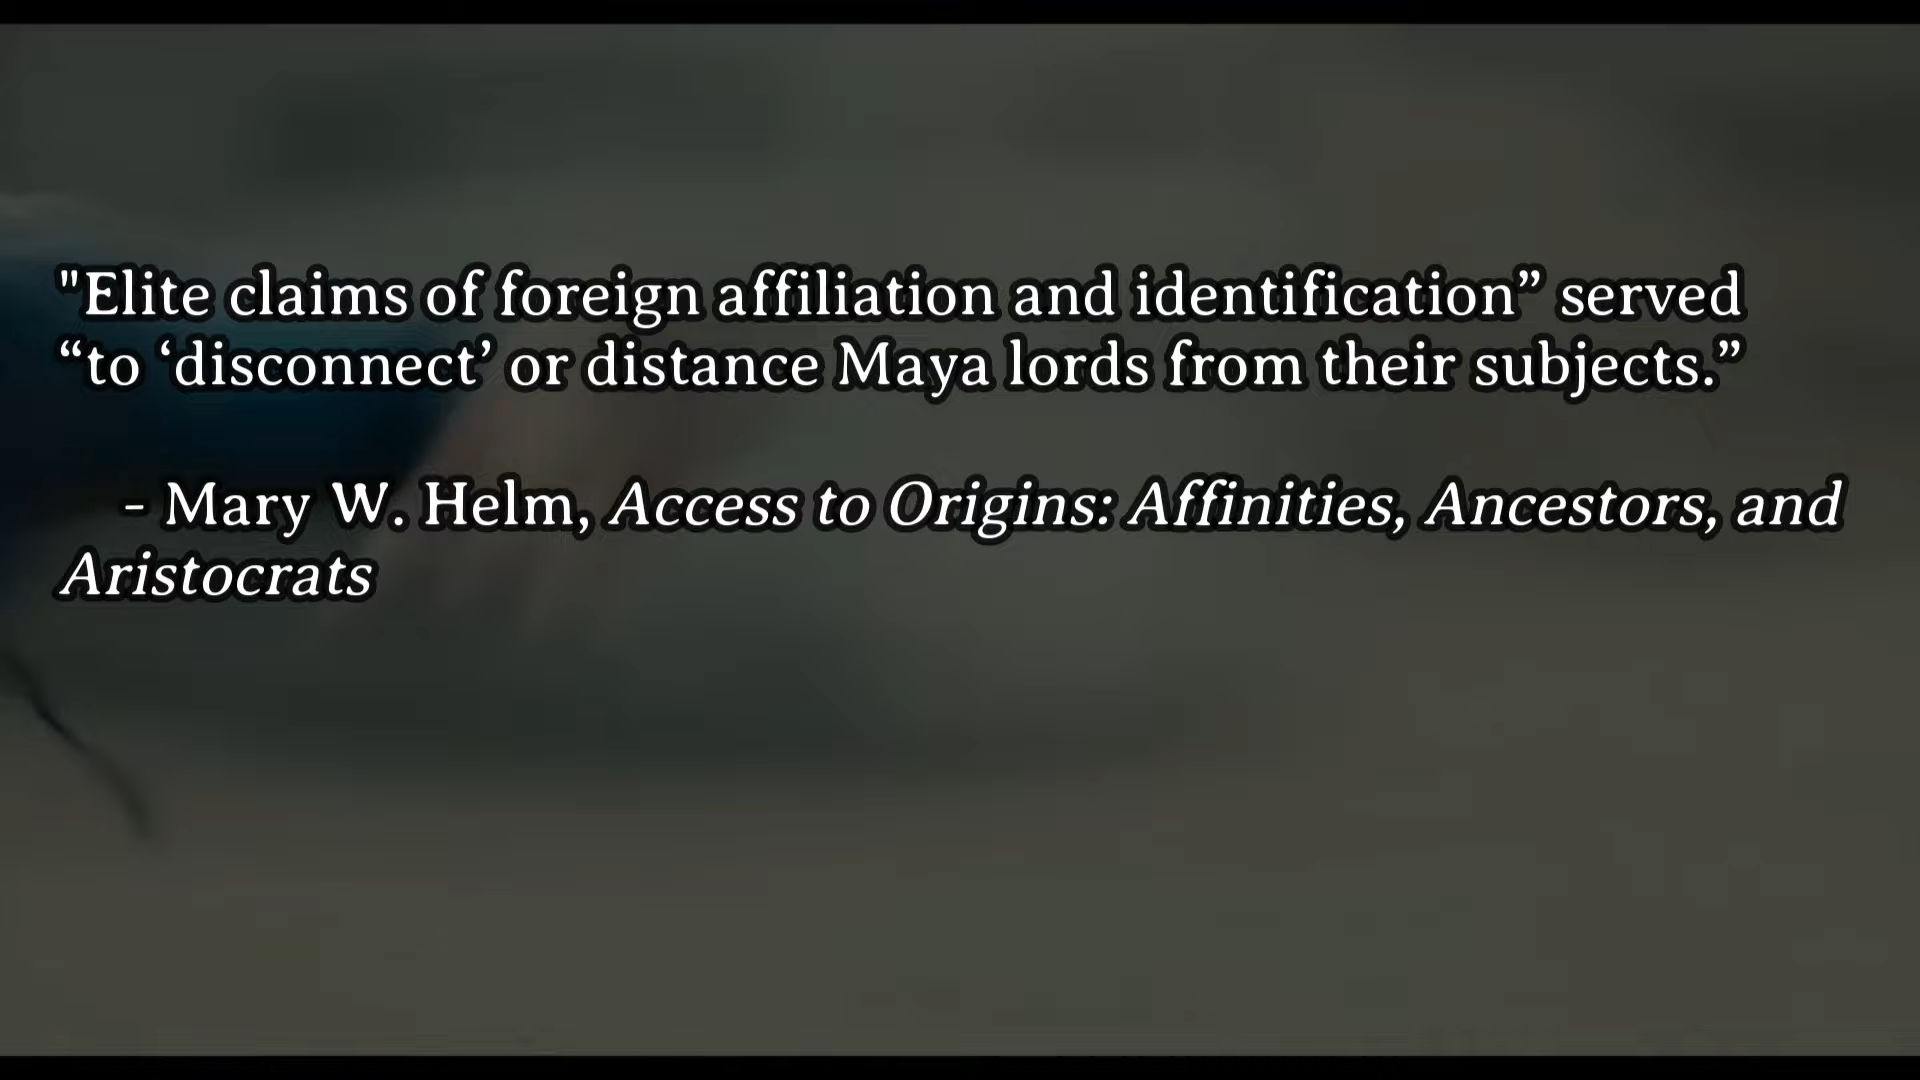 "Elite claims of foreign affiliation and identification” served
“to ‘disconnect’ or distance Maya lords from their subjects.”
- Mary W. Helm, Access to Origins: Affinities, Ancestors, and
Aristocrats